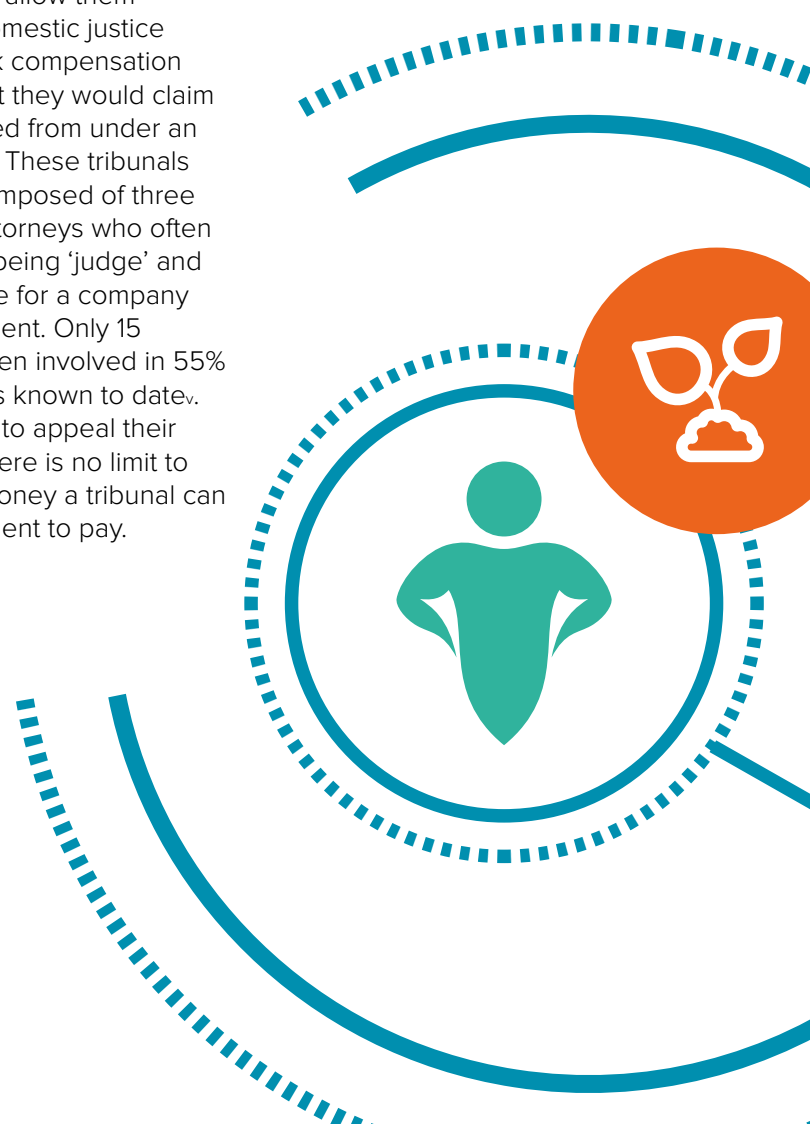 allow them
mestic justice
compensation
t they would claim
ed from under an
These tribunals
mposed of three
torneys who often
being ‘judge’ and
e for a company
ent. Only 15
en involved in 55%
s known to datev.
to appeal their
ere is no limit to
oney a tribunal can
ent to pay.